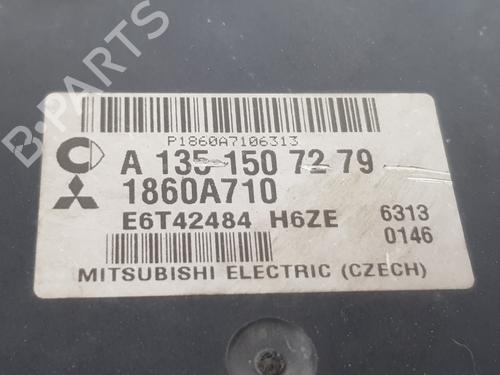 P1860A7106313
A 135 150 72 79
1860A710
E6T42484 H6ZE 6313
0146
MITSUBISHI ELECTRIC (CZECH)
B-PARTS